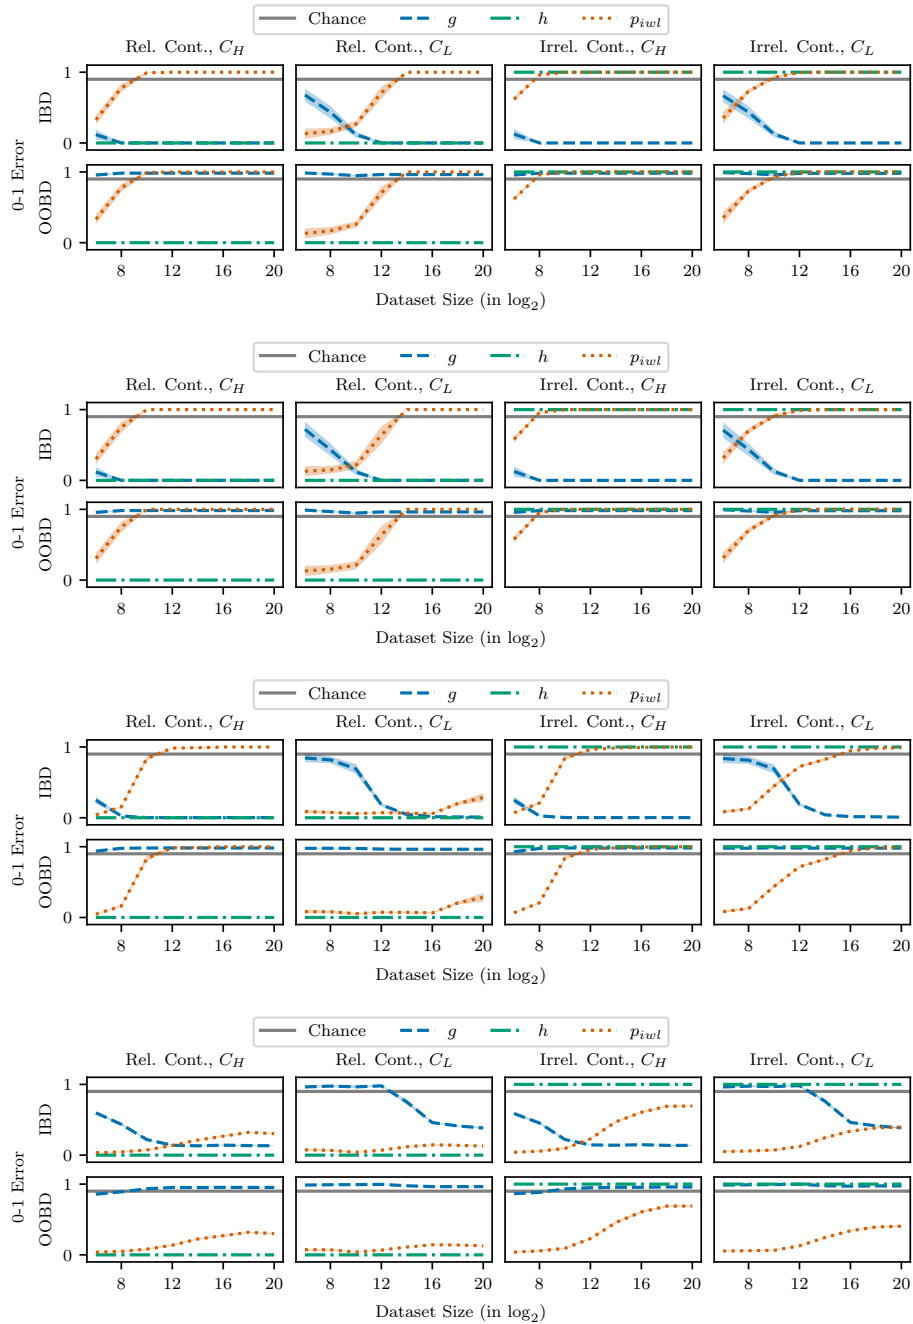 Chance g h p_iwl
Rel. Cont., C_H Rel. Cont., C_L Irrel. Cont., C_H Irrel. Cont., C_L
0-1 Error
IBD
1
0
OOBD
1
0
8 12 16 20 8 12 16 20 8 12 16 20 8 12 16 20
Dataset Size (in log_2)
Chance g h p_iwl
Rel. Cont., C_H Rel. Cont., C_L Irrel. Cont., C_H Irrel. Cont., C_L
0-1 Error
IBD
1
0
OOBD
1
0
8 12 16 20 8 12 16 20 8 12 16 20 8 12 16 20
Dataset Size (in log_2)
Chance g h p_iwl
Rel. Cont., C_H Rel. Cont., C_L Irrel. Cont., C_H Irrel. Cont., C_L
0-1 Error
IBD
1
0
OOBD
1
0
8 12 16 20 8 12 16 20 8 12 16 20 8 12 16 20
Dataset Size (in log_2)
Chance g h p_iwl
Rel. Cont., C_H Rel. Cont., C_L Irrel. Cont., C_H Irrel. Cont., C_L
0-1 Error
IBD
1
0
OOBD
1
0
8 12 16 20 8 12 16 20 8 12 16 20 8 12 16 20
Dataset Size (in log_2)